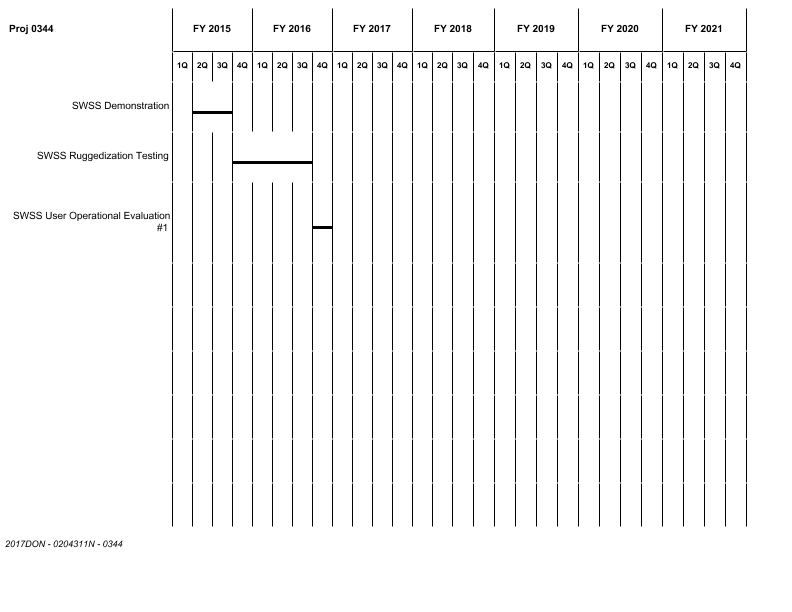 Proj 0344
FY 2015 FY 2016 FY 2017 FY 2018 FY 2019 FY 2020 FY 2021
1Q 2Q 3Q 4Q 1Q 2Q 3Q 4Q 1Q 2Q 3Q 4Q 1Q 2Q 3Q 4Q 1Q 2Q 3Q 4Q 1Q 2Q 3Q 4Q 1Q 2Q 3Q 4Q
SWSS Demonstration
SWSS Ruggedization Testing
SWSS User Operational Evaluation
#1
2017DON - 0204311N - 0344